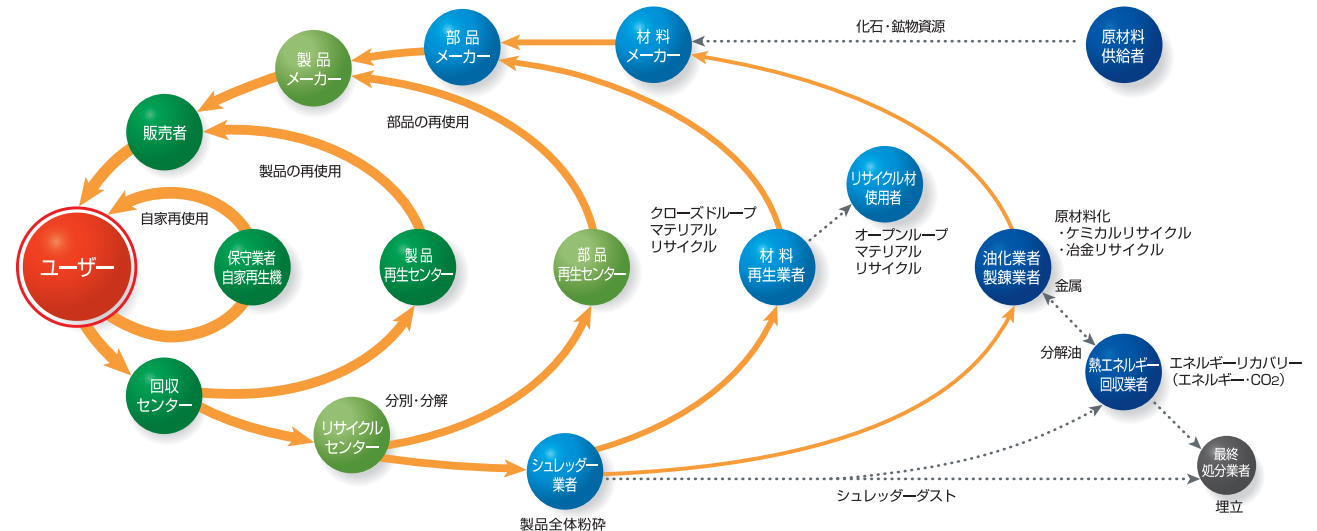 化石・鉱物資源
原材料
供給者
材 料
メーカー
部 品
メーカー
製 品
メーカー
販売者
部品の再使用
製品の再使用
自家再使用
ユーザー
保守業者
自家再生機
製 品
再生センター
部 品
再生センター
クローズドループ
マテリアル
リサイクル
材 料
再生業者
リサイクル材
使用者
オープンループ
マテリアル
リサイクル
油化業者
製錬業者
原材料化
・ケミカルリサイクル
・冶金リサイクル
金属
分解油
熱エネルギー
回収業者
エネルギーリカバリー
（エネルギー・CO2）
回収
センター
分別・分解
リサイクル
センター
シュレッダー
業者
製品全体粉砕
シュレッダーダスト
最終
処分業者
埋立